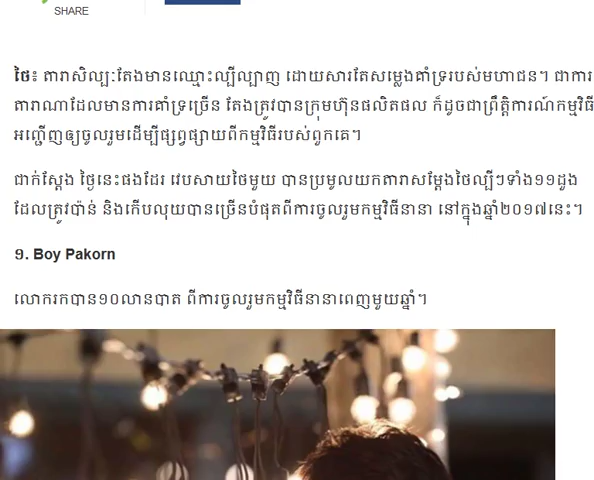 SHARE
ថៃ៖ តារាសិល្បៈតែងមានឈ្មោះល្បីល្បាញ ដោយសារតែសម្លេងគាំទ្ររបស់មហាជន។ ជាការ
តារាណាដែលមានការគាំទ្រច្រើន តែងត្រូវបានក្រុមហ៊ុនផលិតផល ក៏ដូចជាព្រឹត្តិការណ៍កម្មវិធី
អញ្ជើញឲ្យចូលរួមដើម្បីផ្សព្វផ្សាយពីកម្មវិធីរបស់ពួកគេ។
ជាក់ស្តែង ថ្ងៃនេះផងដែរ វេបសាយថៃមួយ បានប្រមូលយកតារាសម្តែងថៃល្បីៗទាំង១១ដួង
ដែលត្រូវប៉ាន់ និងកើបលុយបានច្រើនបំផុតពីការចូលរួមកម្មវិធីនានា នៅក្នុងឆ្នាំ២០១៧នេះ។
១. Boy Pakorn
លោករកបាន១០លានបាត ពីការចូលរួមកម្មវិធីនានាពេញមួយឆ្នាំ។